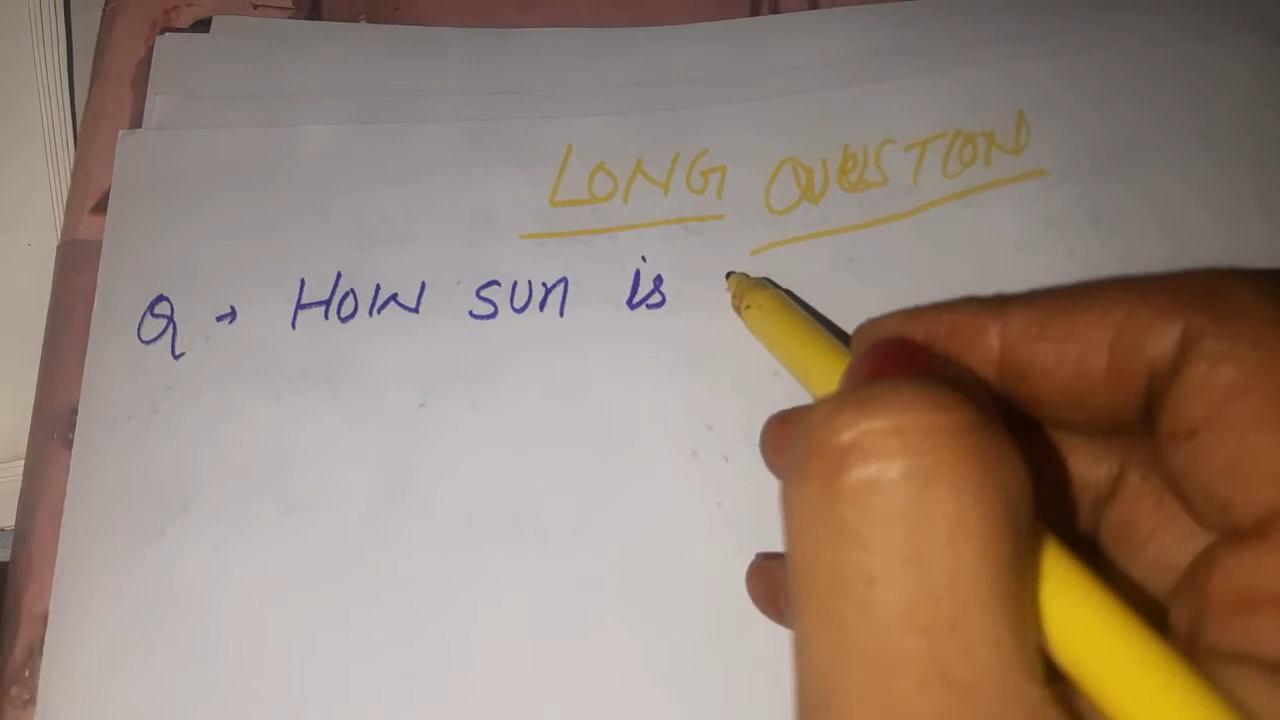 LONG QUESTON
Q → HOW SUN is